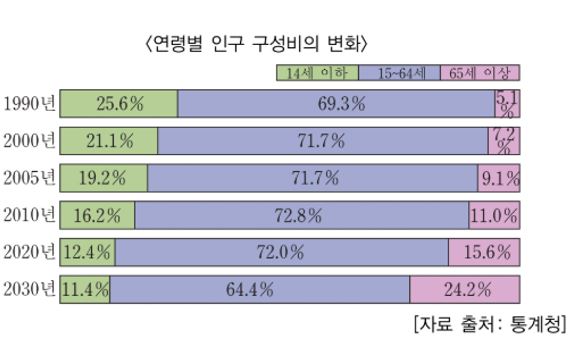 <연령별 인구 구성비의 변화>
14세 이하 15~64세 65세 이상
1990년 25.6% 69.3% 5.1%
2000년 21.1% 71.7% 7.2%
2005년 19.2% 71.7% 9.1%
2010년 16.2% 72.8% 11.0%
2020년 12.4% 72.0% 15.6%
2030년 11.4% 64.4% 24.2%
[자료 출처: 통계청]